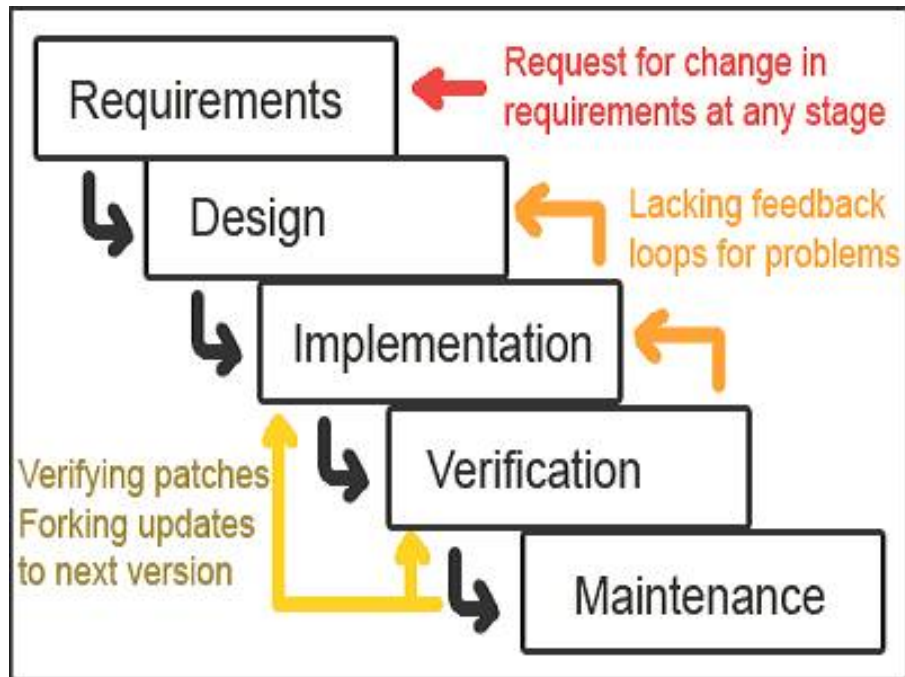 Requirements
Request for change in
requirements at any stage
Design
Lacking feedback
loops for problems
Implementation
Verification
Verifying patches
Forking updates
to next version
Maintenance